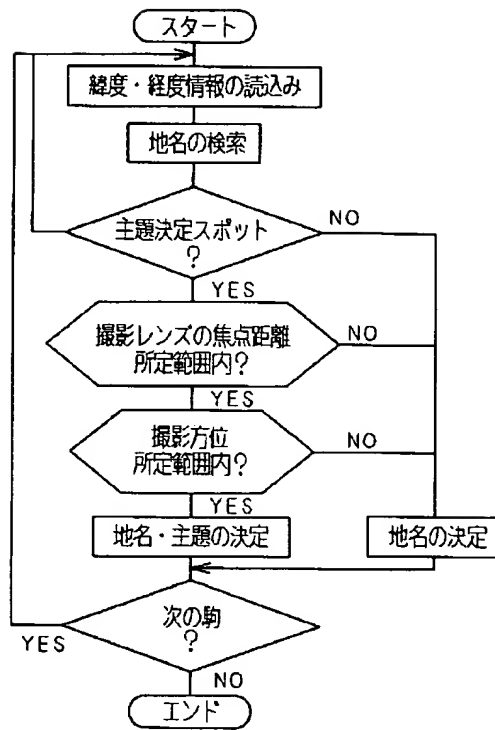 スタート
緯度・経度情報の読込み
地名の検索
主題決定スポット
?
NO
YES
撮影レンズの焦点距離
所定範囲内?
NO
YES
撮影方位
所定範囲内?
NO
YES
地名・主題の決定
地名の決定
次の駒
?
YES
NO
エンド